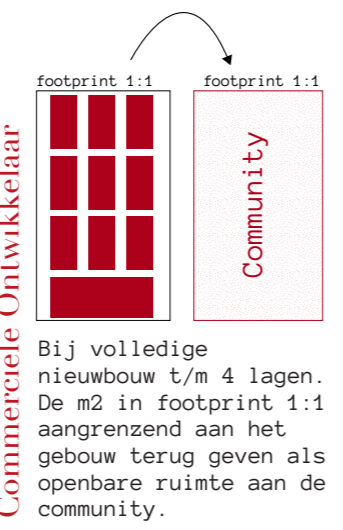 footprint 1:1
footprint 1:1
Community
Commerciele Ontwikkelaar
Bij volledige
nieuwbouw t/m 4 lagen.
De m2 in footprint 1:1
aangrenzend aan het
gebouw terug geven als
openbare ruimte aan de
community.